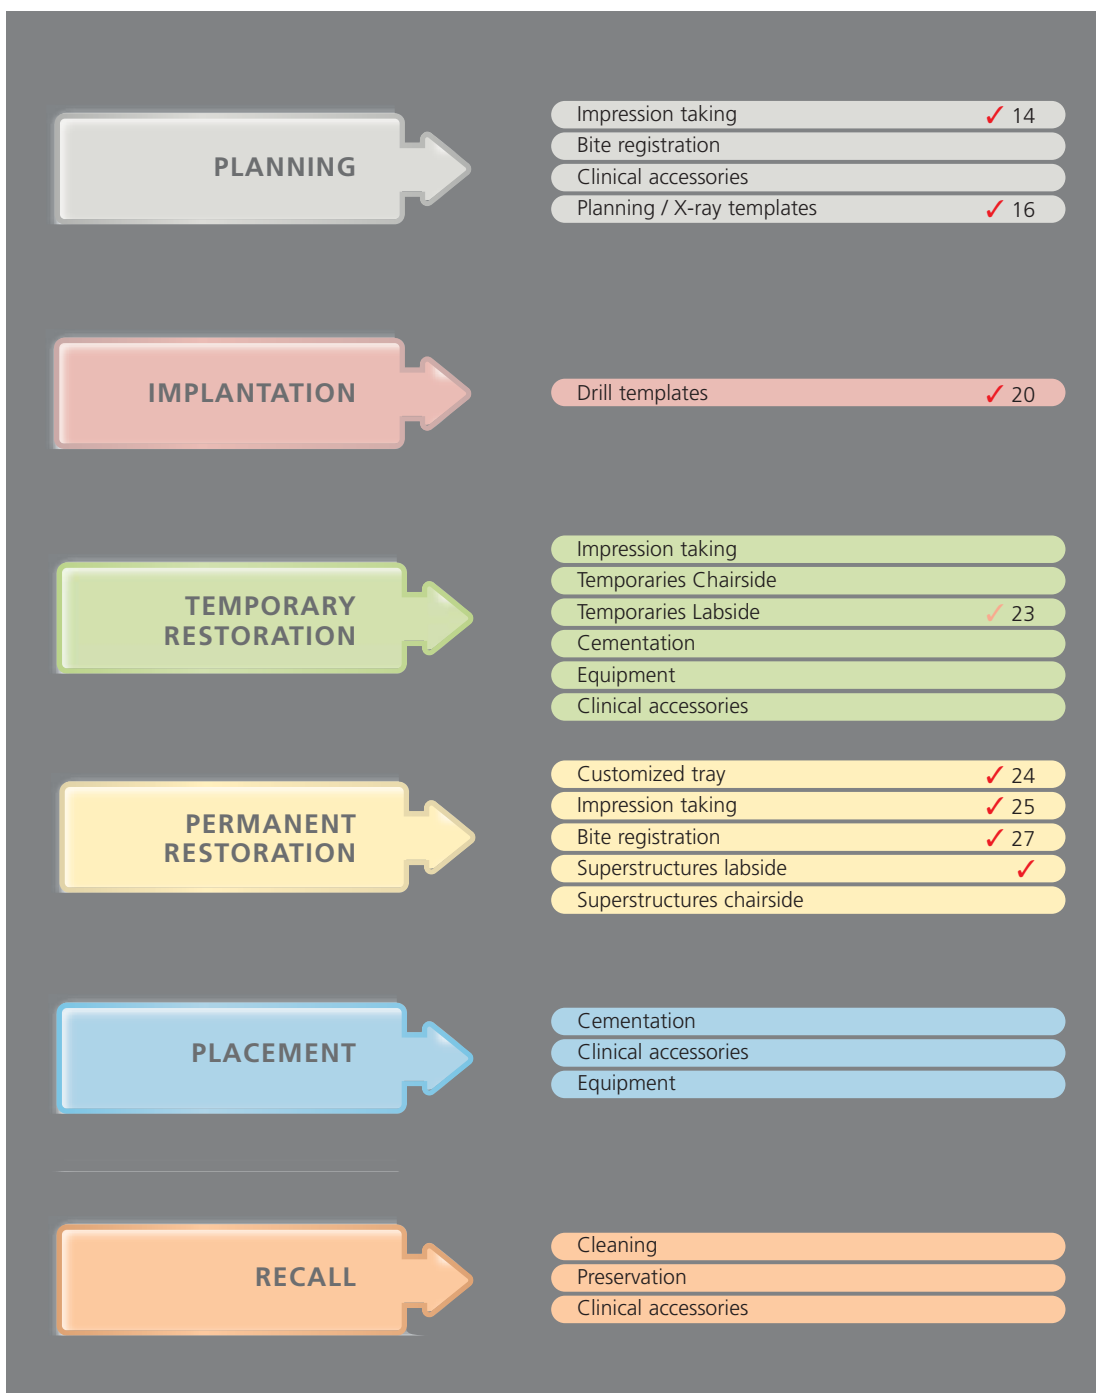 PLANNING
Impression taking ✓ 14
Bite registration
Clinical accessories
Planning / X-ray templates ✓ 16
IMPLANTATION
Drill templates ✓ 20
TEMPORARY
RESTORATION
Impression taking
Temporaries Chairside
Temporaries Labside ✓ 23
Cementation
Equipment
Clinical accessories
PERMANENT
RESTORATION
Customized tray ✓ 24
Impression taking ✓ 25
Bite registration ✓ 27
Superstructures labside ✓
Superstructures chairside
PLACEMENT
Cementation
Clinical accessories
Equipment
RECALL
Cleaning
Preservation
Clinical accessories